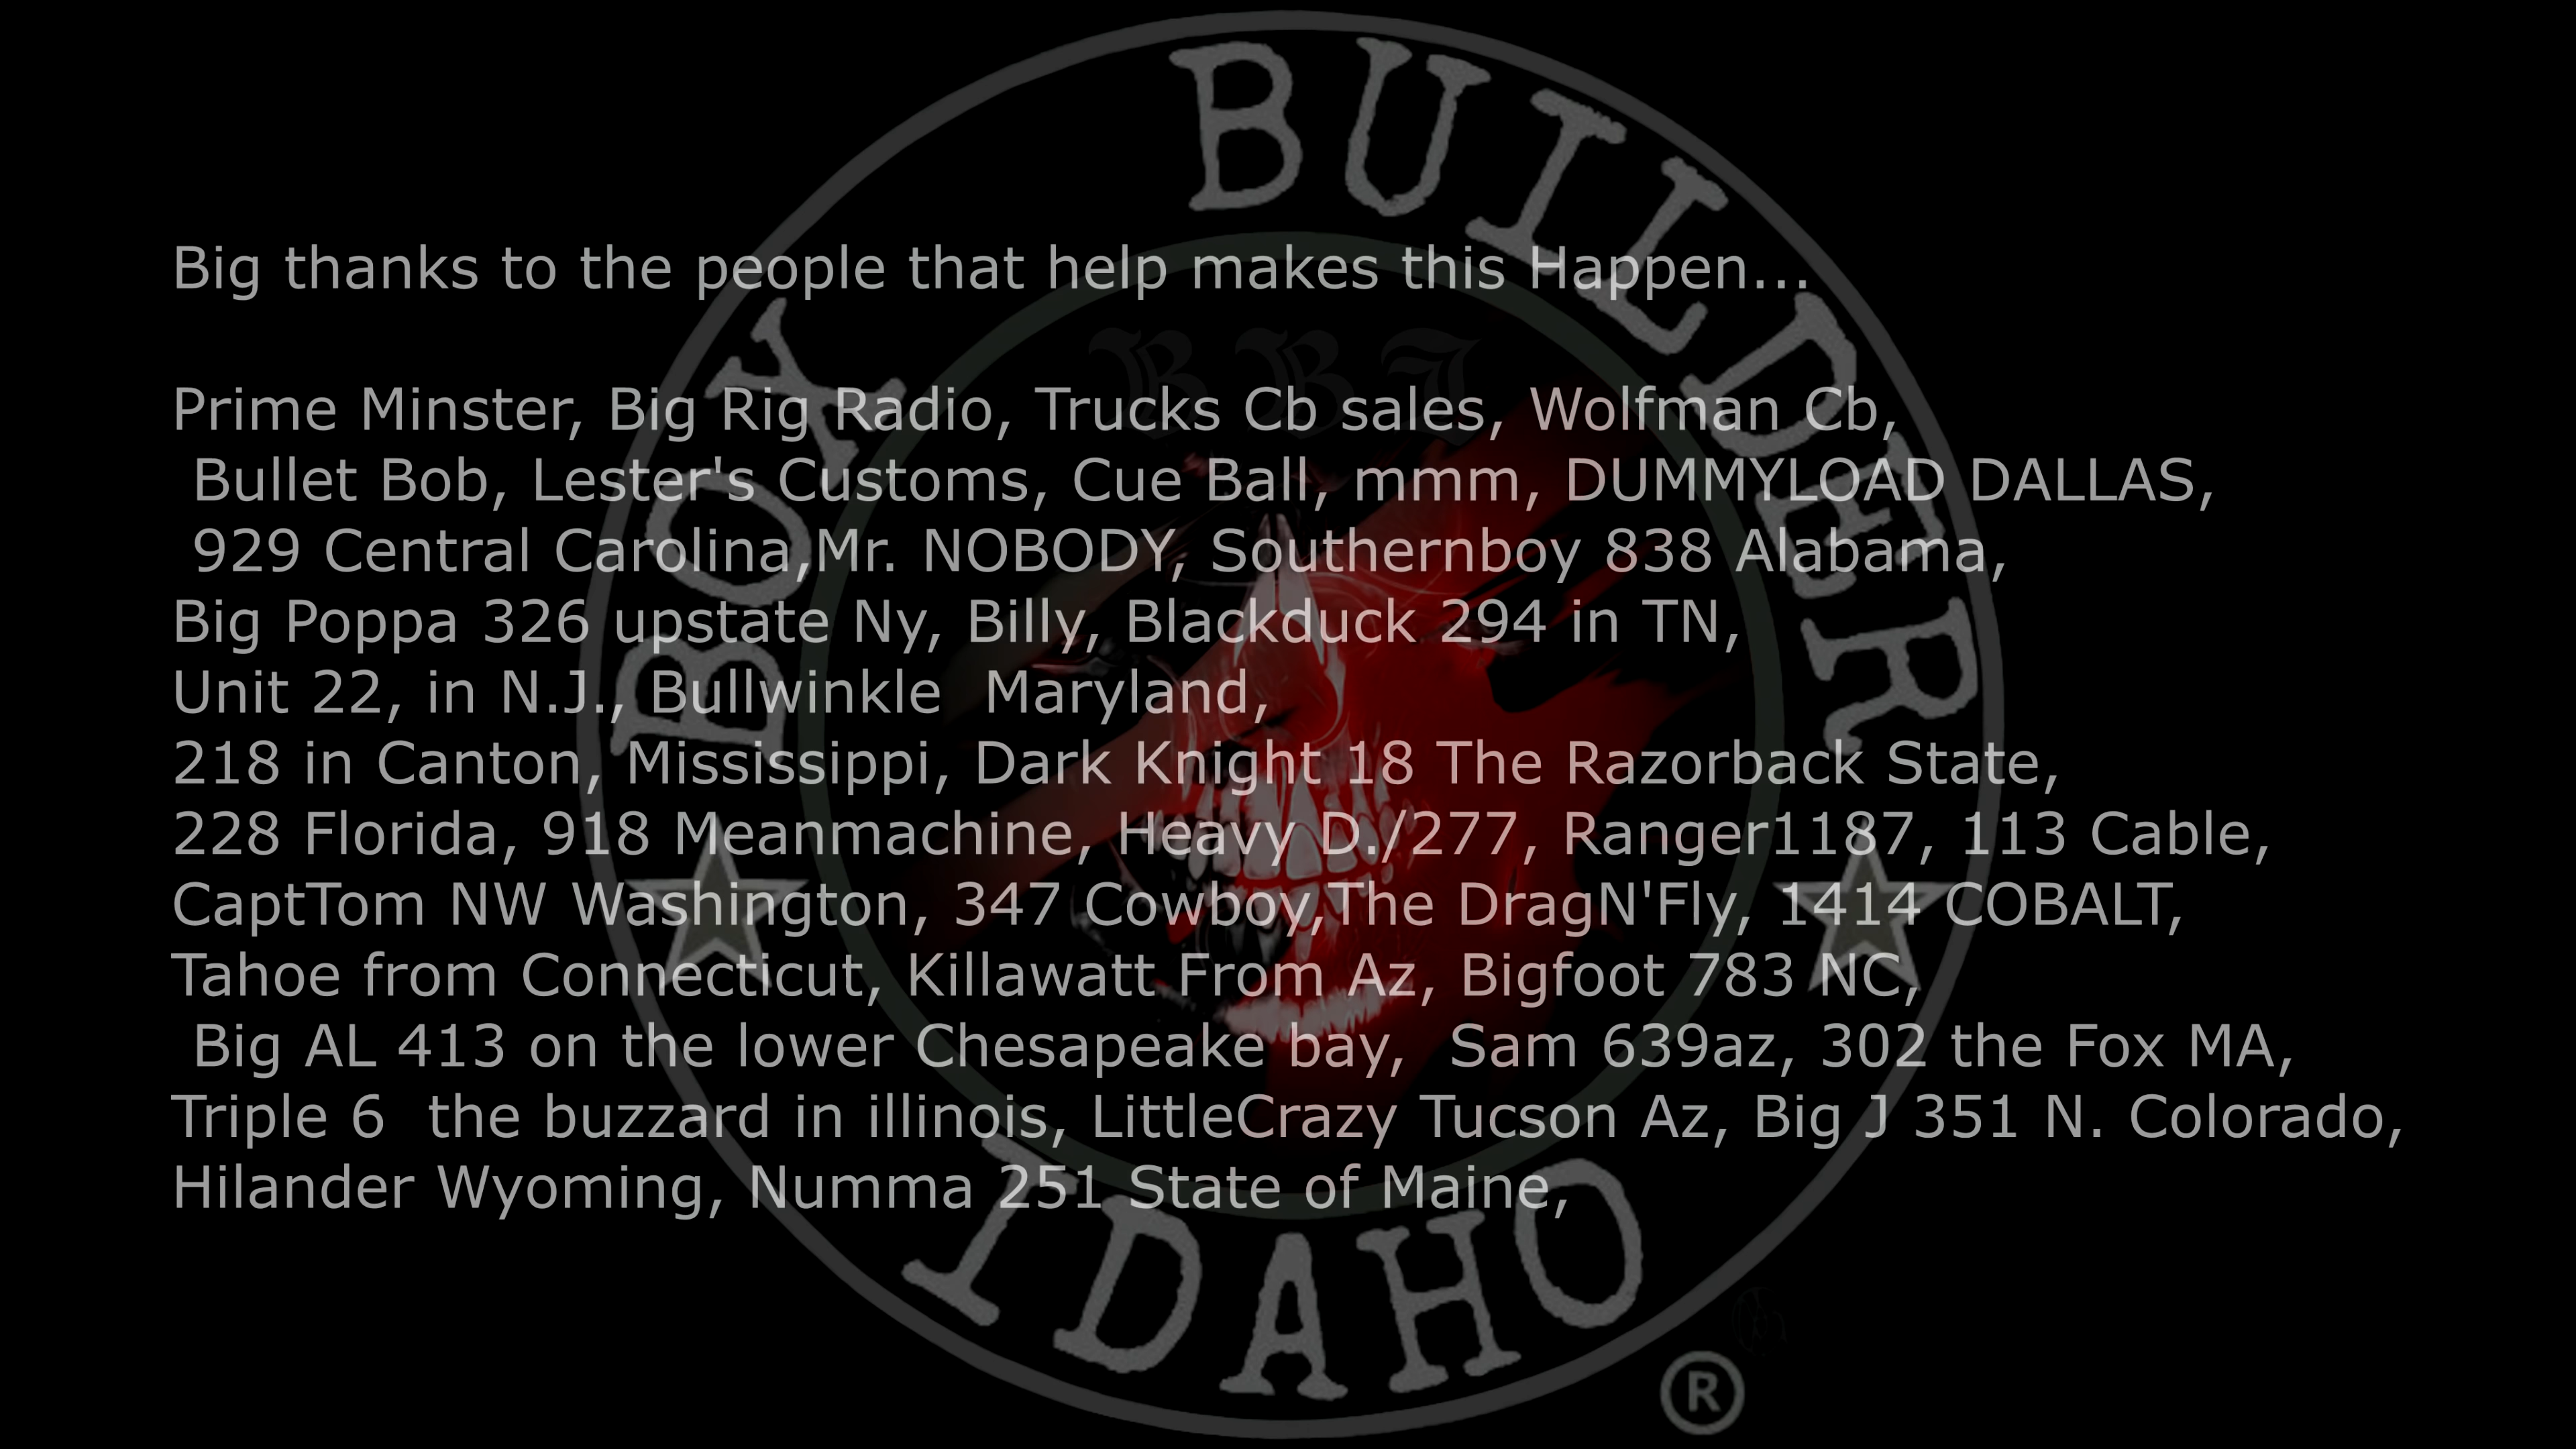 BOX BUILDER
BBI
Big thanks to the people that help makes this Happen...
Prime Minster, Big Rig Radio, Trucks Cb sales, Wolfman Cb,
Bullet Bob, Lester's Customs, Cue Ball, mmm, DUMMYLOAD DALLAS,
929 Central Carolina,Mr. NOBODY, Southernboy 838 Alabama,
Big Poppa 326 upstate Ny, Billy, Blackduck 294 in TN,
Unit 22, in N.J., Bullwinkle  Maryland,
218 in Canton, Mississippi, Dark Knight 18 The Razorback State,
228 Florida, 918 Meanmachine, Heavy D./277, Ranger1187, 113 Cable,
CaptTom NW Washington, 347 Cowboy,The DragN'Fly, 1414 COBALT,
Tahoe from Connecticut, Killawatt From Az, Bigfoot 783 NC,
Big AL 413 on the lower Chesapeake bay,  Sam 639az, 302 the Fox MA,
Triple 6  the buzzard in illinois, LittleCrazy Tucson Az, Big J 351 N. Colorado,
Hilander Wyoming, Numma 251 State of Maine,
IDAHO
®